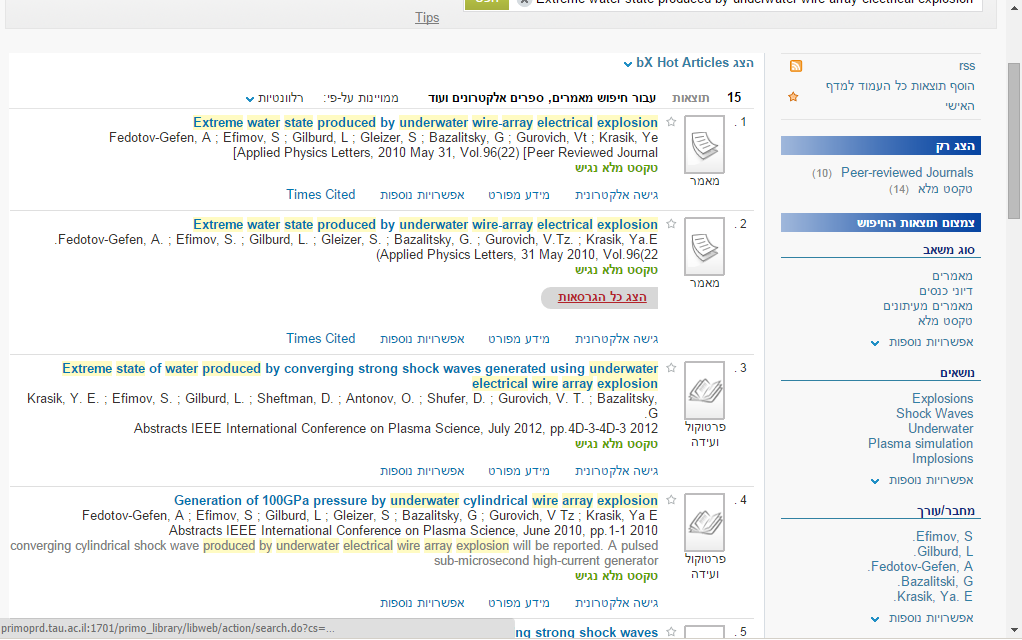 Extreme water state produced by underwater wire-array electrical explosion
Tips
הצג bX Hot Articles
15 תוצאות עבור חיפוש מאמרים, ספרים אלקטרונים ועוד ממויינות על-פי: רלוונטיות
1.
Extreme water state produced by underwater wire-array electrical explosion
Fedotov-Gefen, A ; Efimov, S ; Gilburd, L ; Gleizer, S ; Bazalitsky, G ; Gurovich, Vt ; Krasik, Ye
[Applied Physics Letters, 2010 May 31, Vol.96(22) [Peer Reviewed Journal
טקסט מלא נגיש
מאמר
גישה אלקטרונית מידע מפורט אפשרויות נוספות Times Cited
2.
Extreme water state produced by underwater wire-array electrical explosion
.Fedotov-Gefen, A. ; Efimov, S. ; Gilburd, L. ; Gleizer, S. ; Bazalitsky, G. ; Gurovich, V.Tz. ; Krasik, Ya.E
(Applied Physics Letters, 31 May 2010, Vol.96(22
טקסט מלא נגיש
מאמר
הצג כל הגרסאות
גישה אלקטרונית מידע מפורט אפשרויות נוספות Times Cited
3.
Extreme state of water produced by converging strong shock waves generated using underwater
electrical wire array explosion
Krasik, Y. E. ; Efimov, S. ; Gilburd, L. ; Sheftman, D. ; Antonov, O. ; Shufer, D. ; Gurovich, V. T. ; Bazalitsky,
.G
Abstracts IEEE International Conference on Plasma Science, July 2012, pp.4D-3-4D-3 2012
טקסט מלא נגיש
פרטוקול
ועידה
גישה אלקטרונית מידע מפורט אפשרויות נוספות
4.
Generation of 100GPa pressure by underwater cylindrical wire array explosion
Fedotov-Gefen, A ; Efimov, S ; Gilburd, L ; Gleizer, S ; Bazalitsky, G ; Gurovich, V Tz ; Krasik, Ya E
Abstracts IEEE International Conference on Plasma Science, June 2010, pp.1-1 2010
converging cylindrical shock wave produced by underwater electrical wire array explosion will be reported. A pulsed
sub-microsecond high-current generator
טקסט מלא נגיש
פרטוקול
ועידה
גישה אלקטרונית מידע מפורט אפשרויות נוספות
5.
ng strong shock waves
rss
הוסף תוצאות כל העמוד למדף
האישי
הצג רק
Peer-reviewed Journals (10)
טקסט מלא (14)
צמצום תוצאות החיפוש
סוג משאב
מאמרים
דיוני כנסים
מאמרים מעיתונים
טקסט מלא
אפשרויות נוספות
נושאים
Explosions
Shock Waves
Underwater
Plasma simulation
Implosions
אפשרויות נוספות
מחבר/עורך
.Efimov, S
.Gilburd, L
.Fedotov-Gefen, A
.Bazalitski, G
.Krasik, Ya. E
אפשרויות נוספות
primoprd.tau.ac.il:1701/primo_library/libweb/action/search.do?cs=...